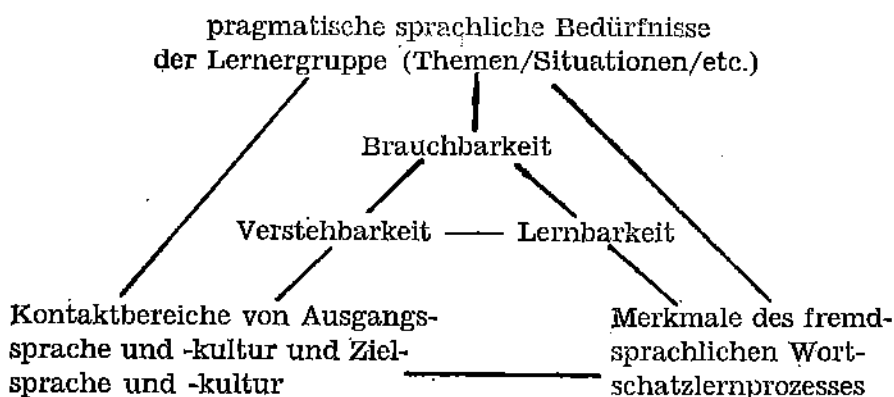 pragmatische sprachliche Bedürfnisse
der Lernergruppe (Themen/Situationen/etc.)
Brauchbarkeit
Verstehbarkeit Lernbarkeit
Kontaktbereiche von Ausgangs-
sprache und -kultur und Ziel-
sprache und -kultur
Merkmale des fremd-
sprachlichen Wort-
schatzlernprozesses